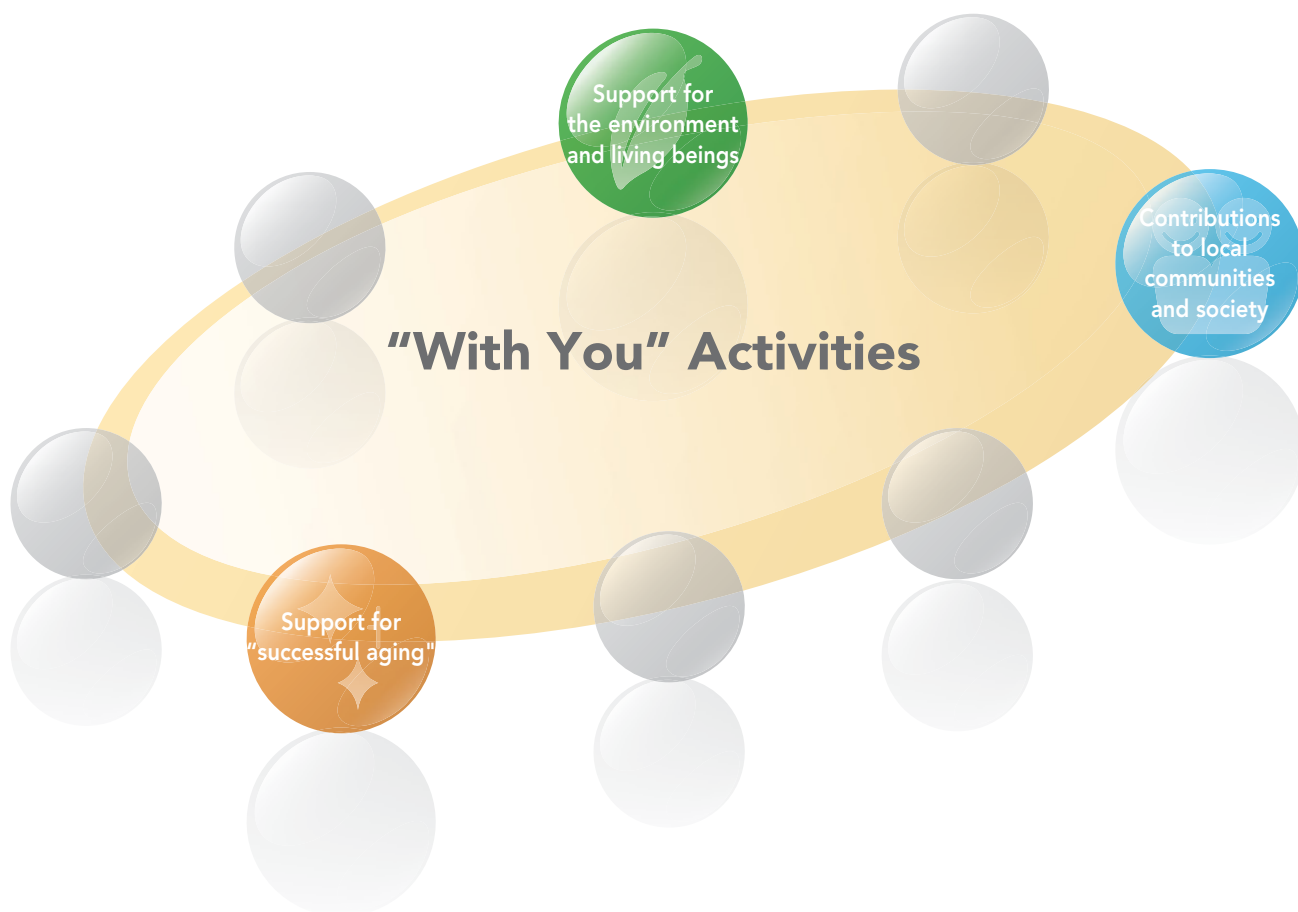 Support for
the environment
and living beings
Contributions
to local
communities
and society
“With You” Activities
Support for
“successful aging"